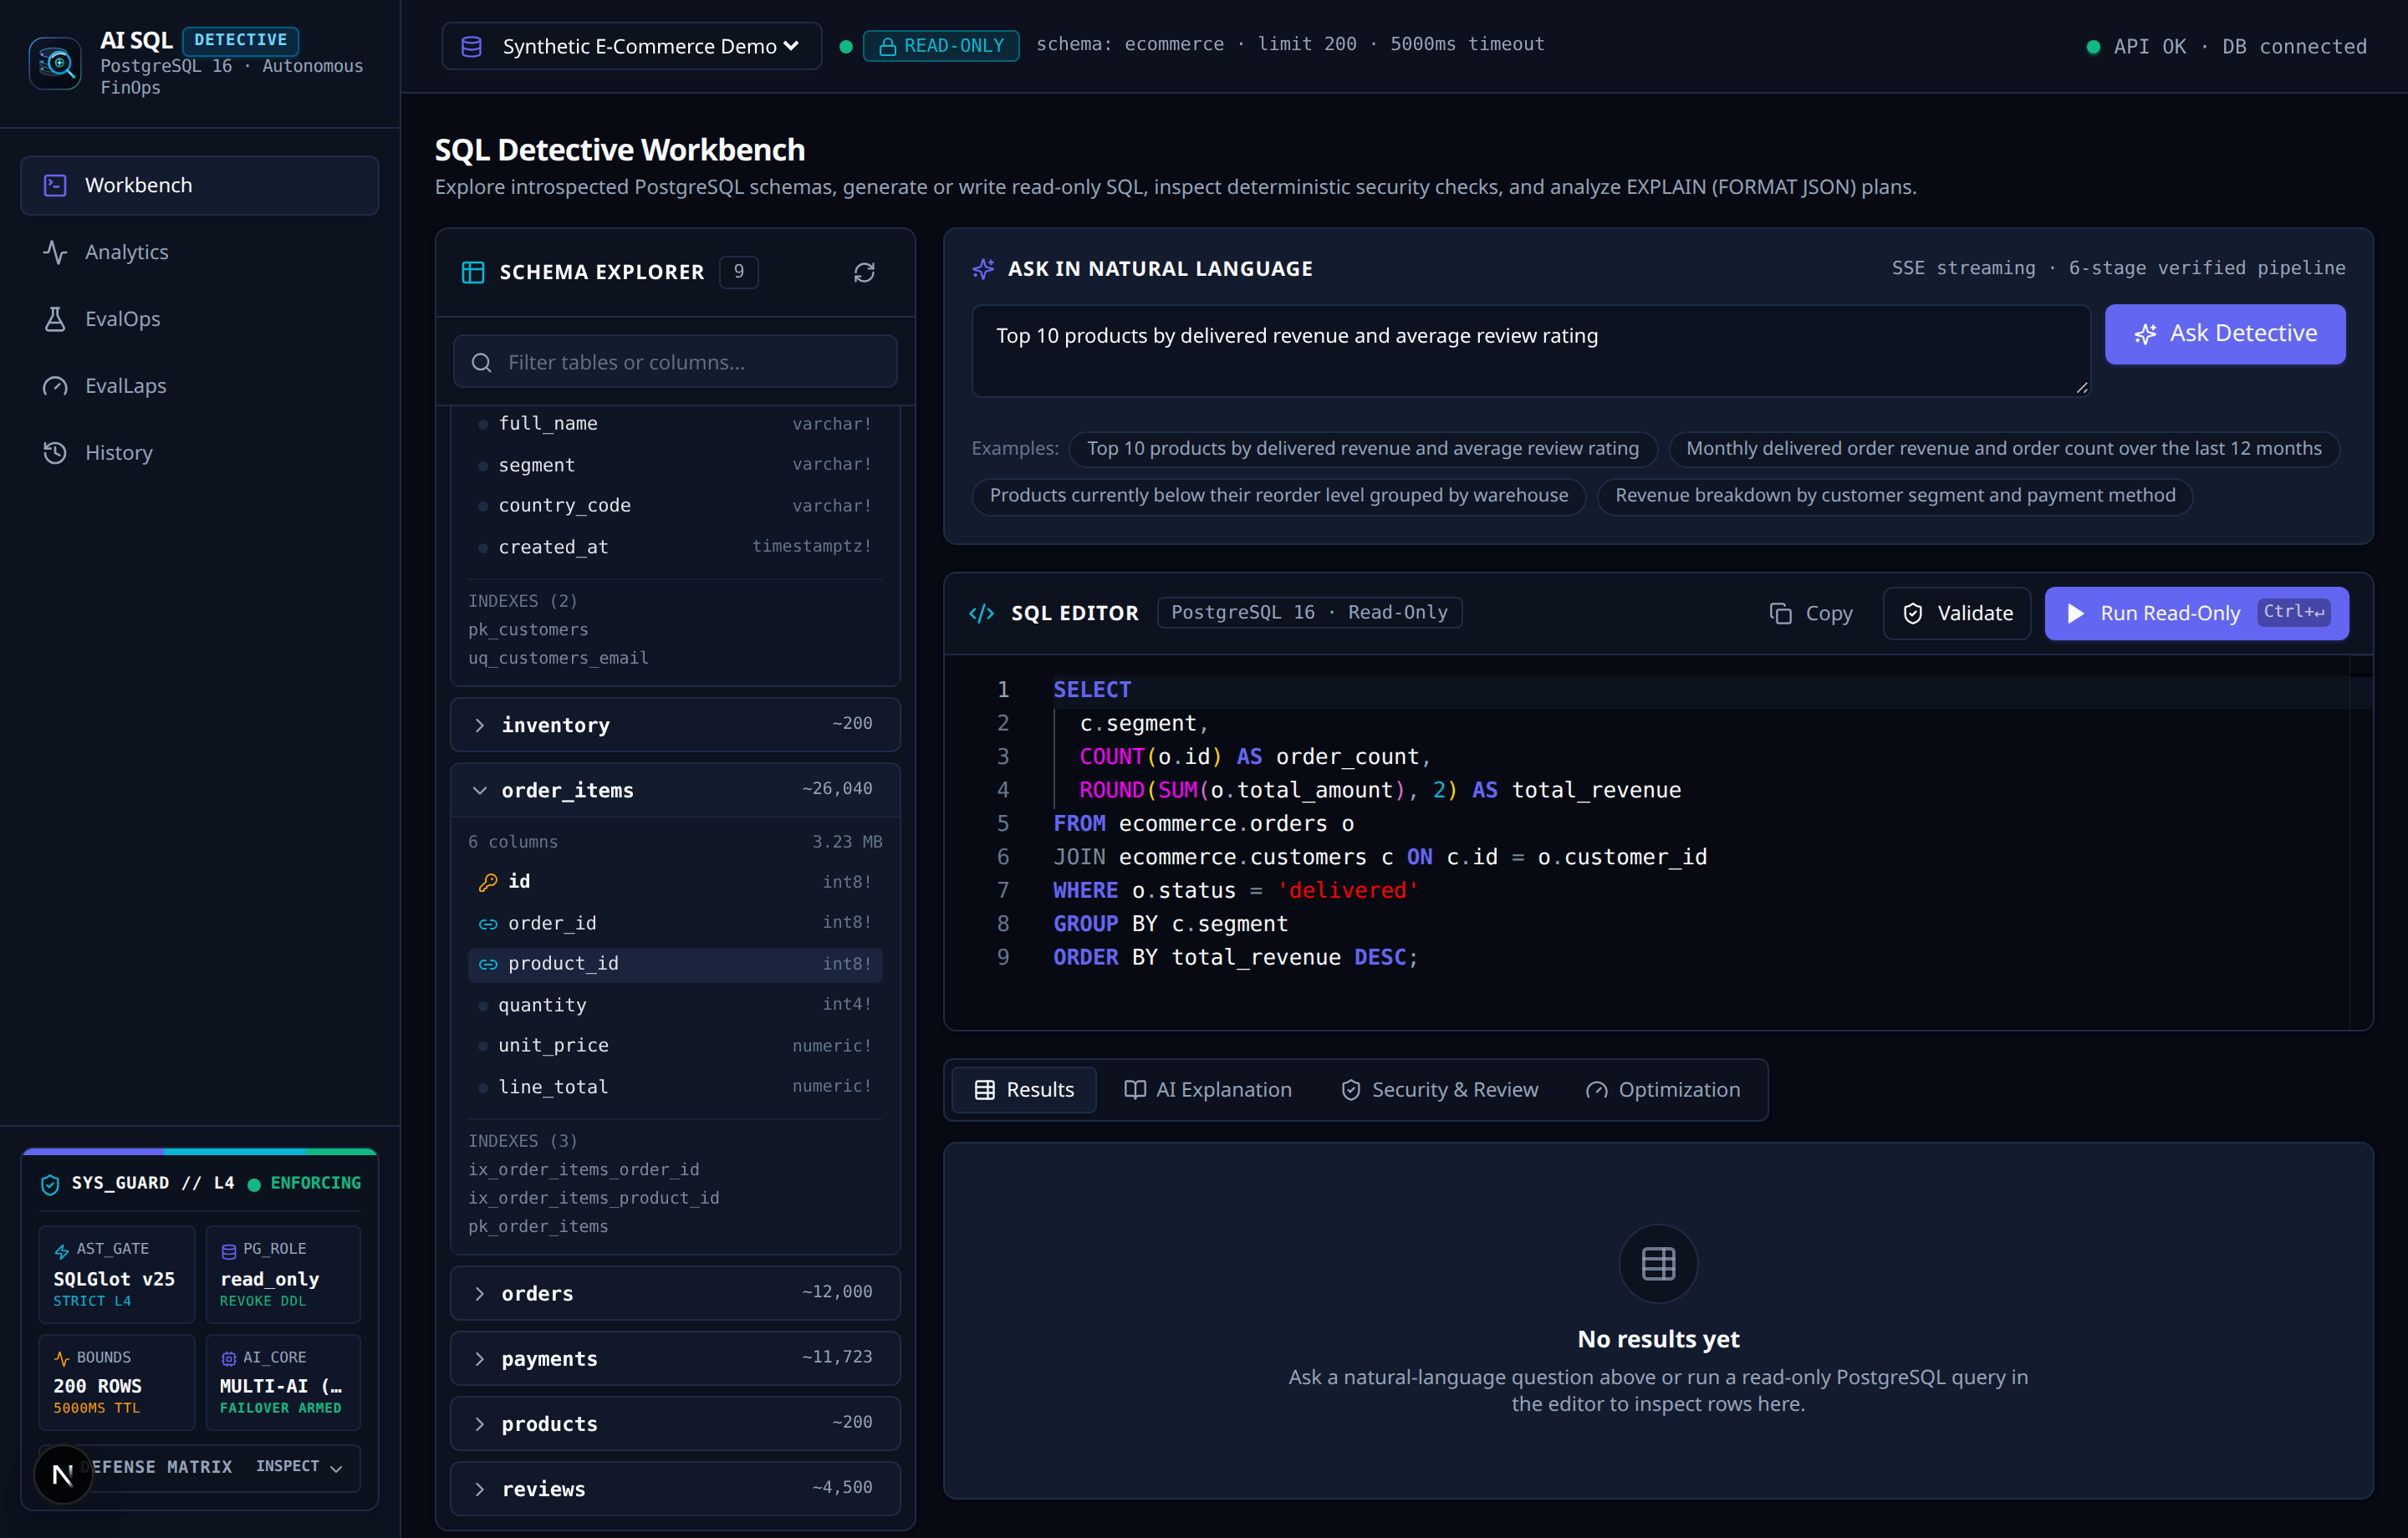 AI SQL DETECTIVE
PostgreSQL 16 · Autonomous
FinOps
Workbench
Analytics
EvalOps
EvalLaps
History
SYS_GUARD // L4 ENFORCING
AST_GATE
SQLGlot v25
STRICT L4
PG_ROLE
read_only
REVOKE DDL
BOUNDS
200 ROWS
5000MS TTL
AI_CORE
MULTI-AI (…
FAILOVER ARMED
N
EFENSE MATRIX INSPECT
Synthetic E-Commerce Demo
READ-ONLY
schema: ecommerce · limit 200 · 5000ms timeout
API OK · DB connected
SQL Detective Workbench
Explore introspected PostgreSQL schemas, generate or write read-only SQL, inspect deterministic security checks, and analyze EXPLAIN (FORMAT JSON) plans.
SCHEMA EXPLORER 9
Filter tables or columns...
full_name varchar!
segment varchar!
country_code varchar!
created_at timestamptz!
INDEXES (2)
pk_customers
uq_customers_email
inventory ~200
order_items ~26,040
6 columns 3.23 MB
id int8!
order_id int8!
product_id int8!
quantity int4!
unit_price numeric!
line_total numeric!
INDEXES (3)
ix_order_items_order_id
ix_order_items_product_id
pk_order_items
orders ~12,000
payments ~11,723
products ~200
reviews ~4,500
ASK IN NATURAL LANGUAGE
SSE streaming · 6-stage verified pipeline
Top 10 products by delivered revenue and average review rating
Ask Detective
Examples: Top 10 products by delivered revenue and average review rating Monthly delivered order revenue and order count over the last 12 months
Products currently below their reorder level grouped by warehouse Revenue breakdown by customer segment and payment method
SQL EDITOR PostgreSQL 16 · Read-Only Copy Validate Run Read-Only Ctrl+↵
1 SELECT
2 c.segment,
3 COUNT(o.id) AS order_count,
4 ROUND(SUM(o.total_amount), 2) AS total_revenue
5 FROM ecommerce.orders o
6 JOIN ecommerce.customers c ON c.id = o.customer_id
7 WHERE o.status = 'delivered'
8 GROUP BY c.segment
9 ORDER BY total_revenue DESC;
Results AI Explanation Security & Review Optimization
No results yet
Ask a natural-language question above or run a read-only PostgreSQL query in
the editor to inspect rows here.